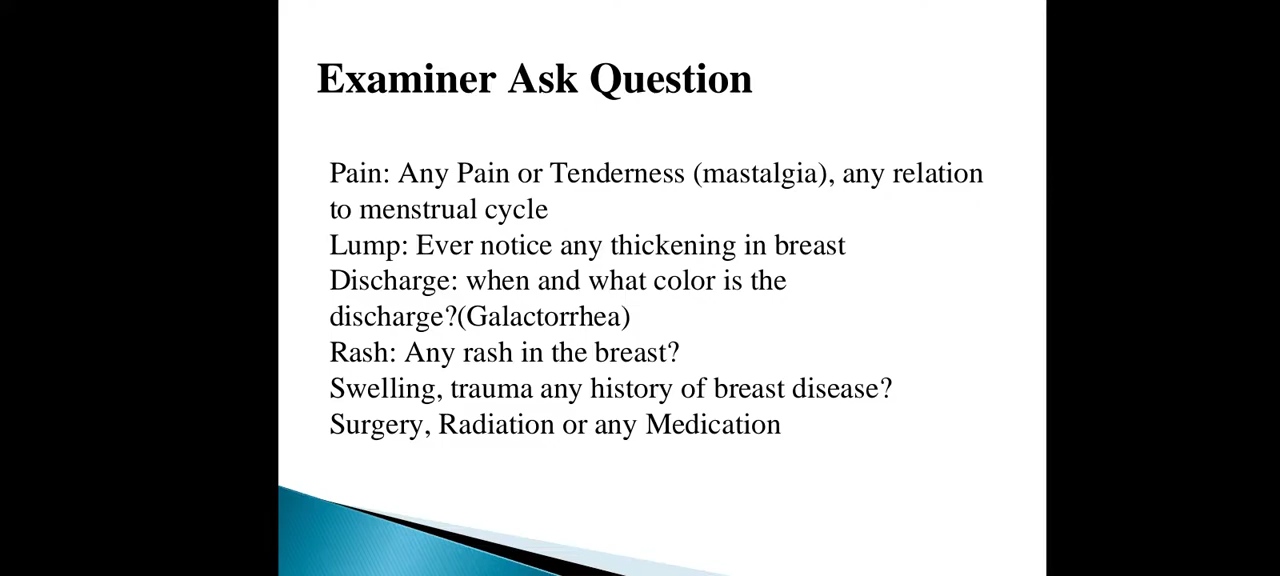 Examiner Ask Question
Pain: Any Pain or Tenderness (mastalgia), any relation
to menstrual cycle
Lump: Ever notice any thickening in breast
Discharge: when and what color is the
discharge?(Galactorrhea)
Rash: Any rash in the breast?
Swelling, trauma any history of breast disease?
Surgery, Radiation or any Medication